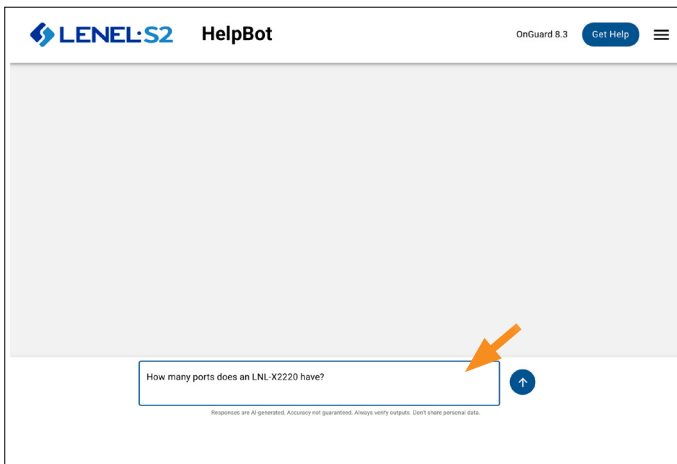 LENEL·S2 HelpBot OnGuard 8.3 Get Help
How many ports does an LNL-X2220 have?
Responses are AI-generated. Accuracy not guaranteed. Always verify outputs. Don't share personal data.